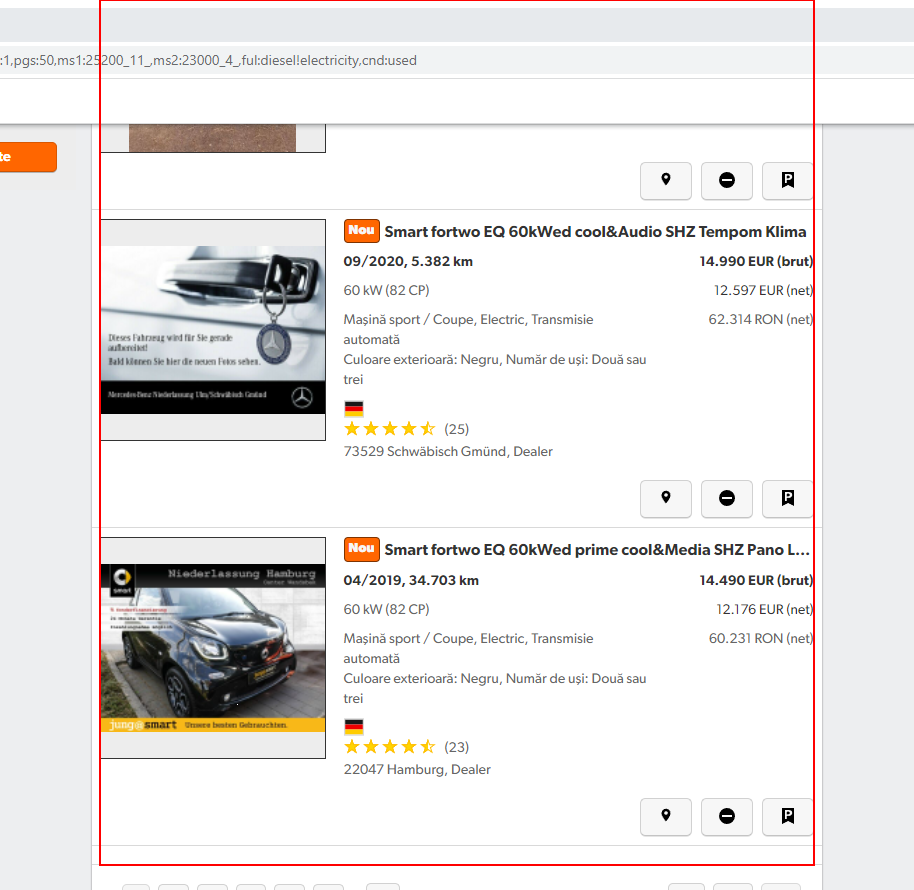 :1,pgs:50,ms1:25200_11_,ms2:23000_4_,ful:diesel!electricity,cnd:used
te
Nou Smart fortwo EQ 60kWed cool&Audio SHZ Tempom Klima
09/2020, 5.382 km
14.990 EUR (brut)
60 kW (82 CP)
12.597 EUR (net)
Mașină sport / Coupe, Electric, Transmisie
automată
62.314 RON (net)
Culoare exterioară: Negru, Număr de uși: Două sau
trei
(25)
73529 Schwäbisch Gmünd, Dealer
Dieses Fahrzeug wird für Sie gerade
aufbereitet!
Bald können Sie hier die neuen Fotos sehen.
Mercedes-Benz Niederlassung Ulm/Schwäbisch Gmünd
Nou Smart fortwo EQ 60kWed prime cool&Media SHZ Pano L...
04/2019, 34.703 km
14.490 EUR (brut)
60 kW (82 CP)
12.176 EUR (net)
Mașină sport / Coupe, Electric, Transmisie
automată
60.231 RON (net)
Culoare exterioară: Negru, Număr de uși: Două sau
trei
(23)
22047 Hamburg, Dealer
Niederlassung Hamburg
smart
jung@smart Unsere besten Gebrauchten.